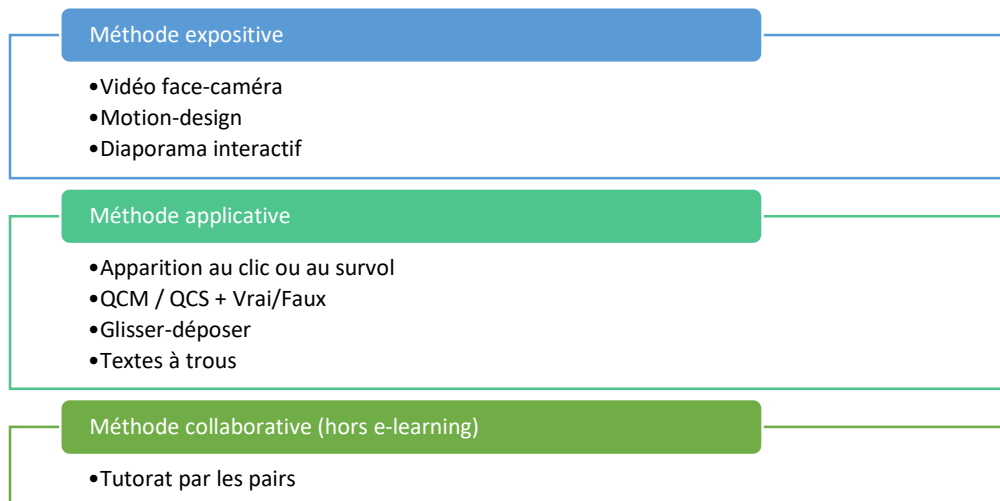 Méthode expositive
•Vidéo face-caméra
•Motion-design
•Diaporama interactif
Méthode applicative
•Apparition au clic ou au survol
•QCM / QCS + Vrai/Faux
•Glisser-déposer
•Textes à trous
Méthode collaborative (hors e-learning)
•Tutorat par les pairs